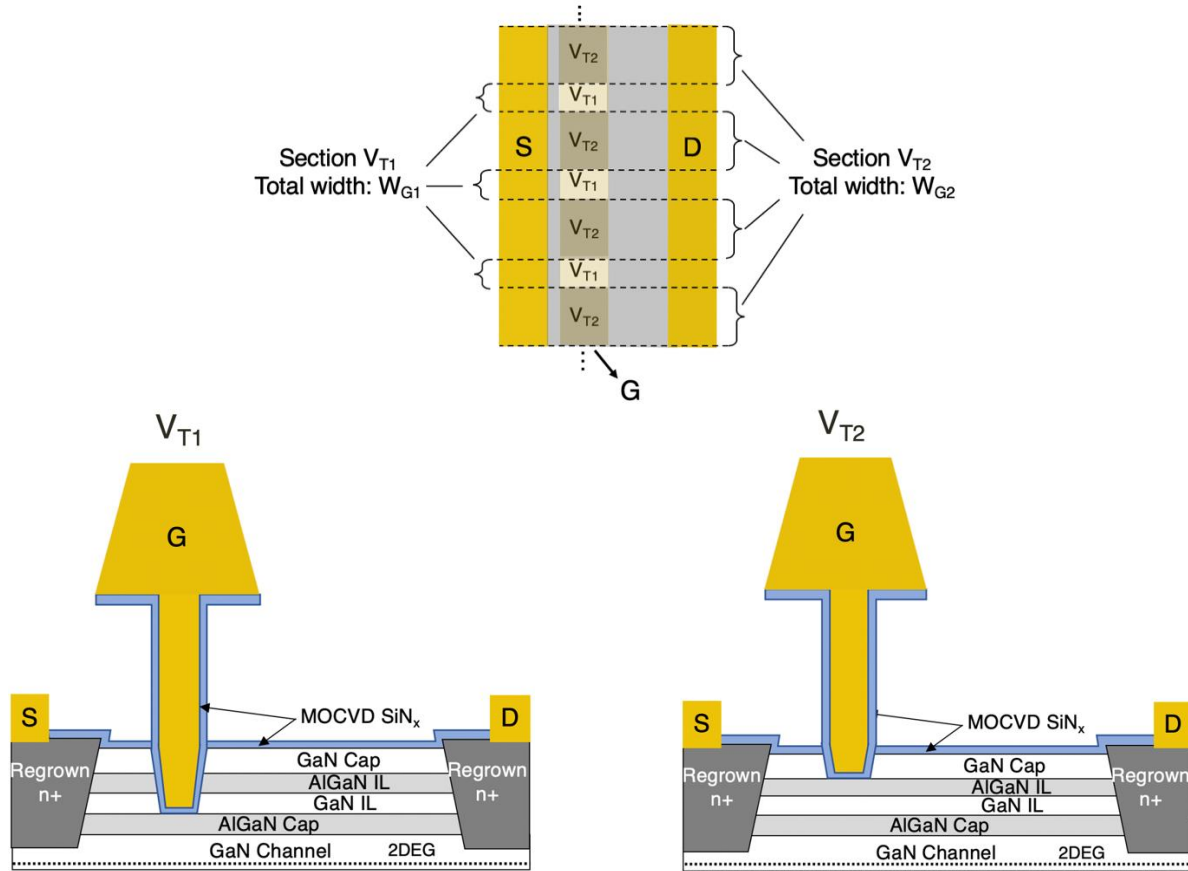 V_T2
V_T1
S
V_T2
D
V_T1
V_T2
V_T1
V_T2
G
Section V_T1
Total width: W_G1
Section V_T2
Total width: W_G2
V_T1
G
S
D
MOCVD SiN_x
Regrown
n+
GaN Cap
AlGaN IL
GaN IL
AlGaN Cap
GaN Channel
2DEG
Regrown
n+
V_T2
G
S
D
MOCVD SiN_x
Regrown
n+
GaN Cap
AlGaN IL
GaN IL
AlGaN Cap
GaN Channel
2DEG
Regrown
n+